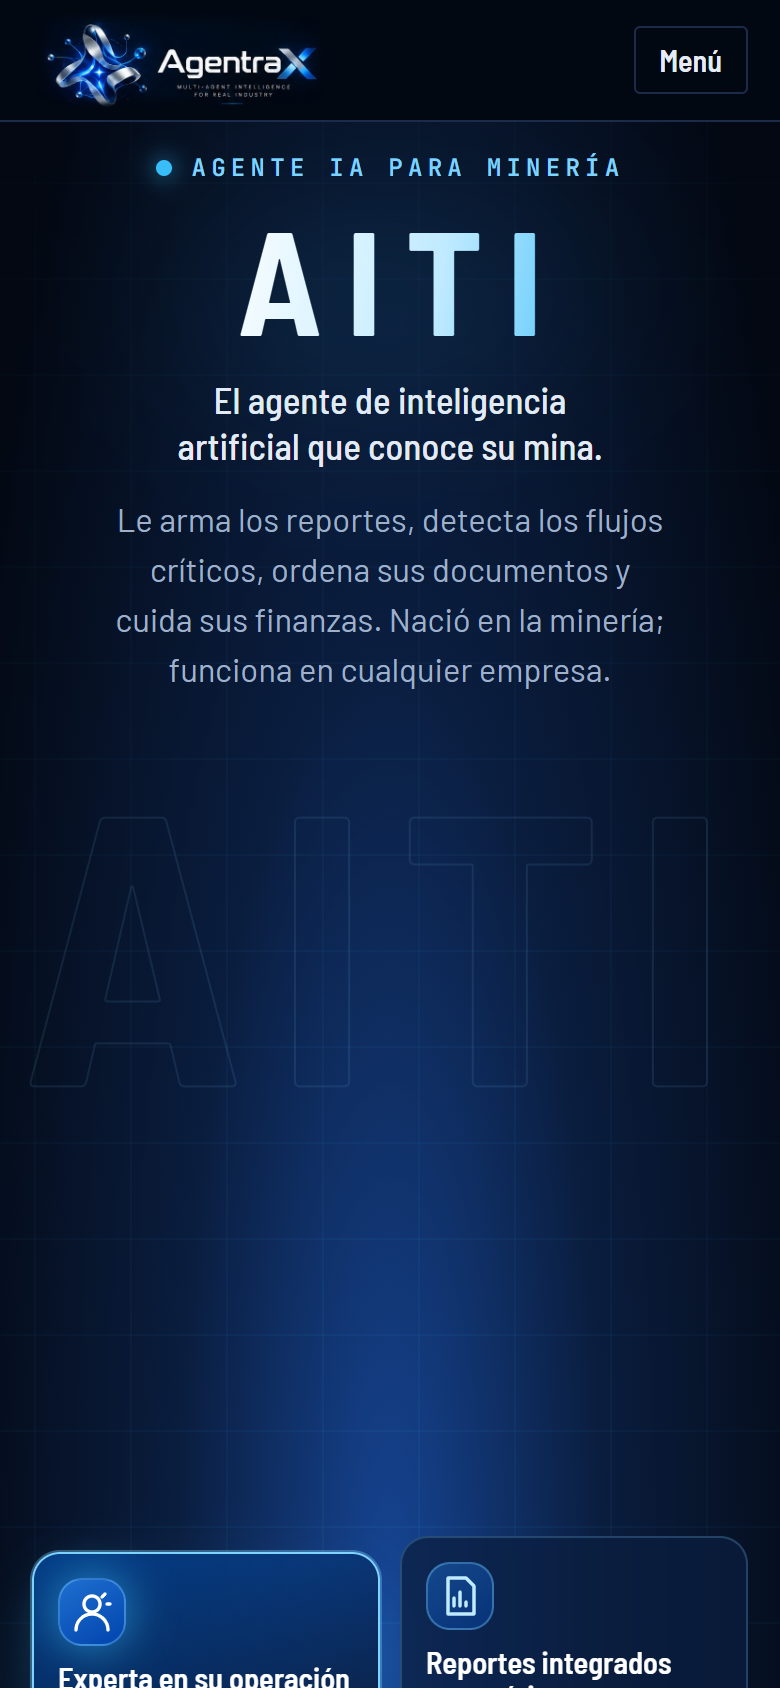 AgentraX
MULTI-AGENT INTELLIGENCE
FOR REAL INDUSTRY
Menú
AGENTE IA PARA MINERÍA
AITI
El agente de inteligencia
artificial que conoce su mina.
Le arma los reportes, detecta los flujos
críticos, ordena sus documentos y
cuida sus finanzas. Nació en la minería;
funciona en cualquier empresa.
AITI
Experta en su operación
Reportes integrados